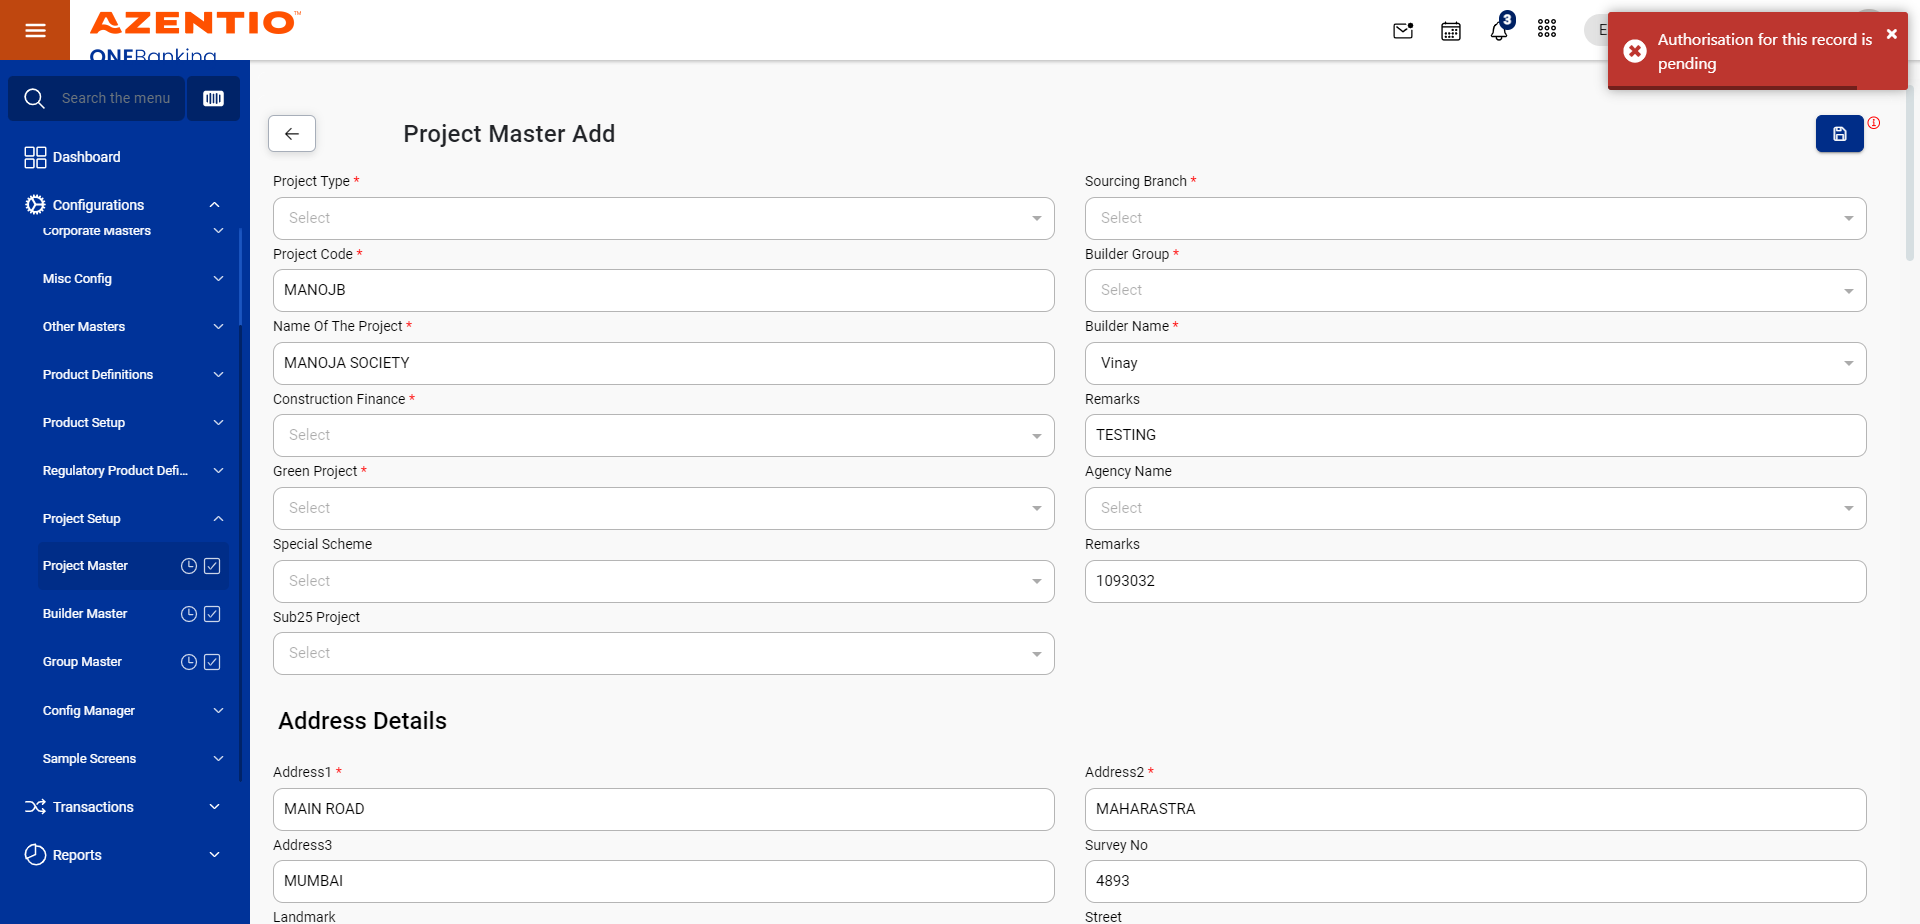 AZENTIO™
ONEBanking
3
E
Authorisation for this record is
pending
Search the menu
Dashboard
Configurations
Corporate Masters
Misc Config
Other Masters
Product Definitions
Product Setup
Regulatory Product Defi...
Project Setup
Project Master
Builder Master
Group Master
Config Manager
Sample Screens
Transactions
Reports
Project Master Add
Project Type *
Select
Sourcing Branch *
Select
Project Code *
MANOJB
Builder Group *
Select
Name Of The Project *
MANOJA SOCIETY
Builder Name *
Vinay
Construction Finance *
Select
Remarks
TESTING
Green Project *
Select
Agency Name
Select
Special Scheme
Select
Remarks
1093032
Sub25 Project
Select
Address Details
Address1 *
MAIN ROAD
Address2 *
MAHARASTRA
Address3
MUMBAI
Survey No
4893
Landmark
Street